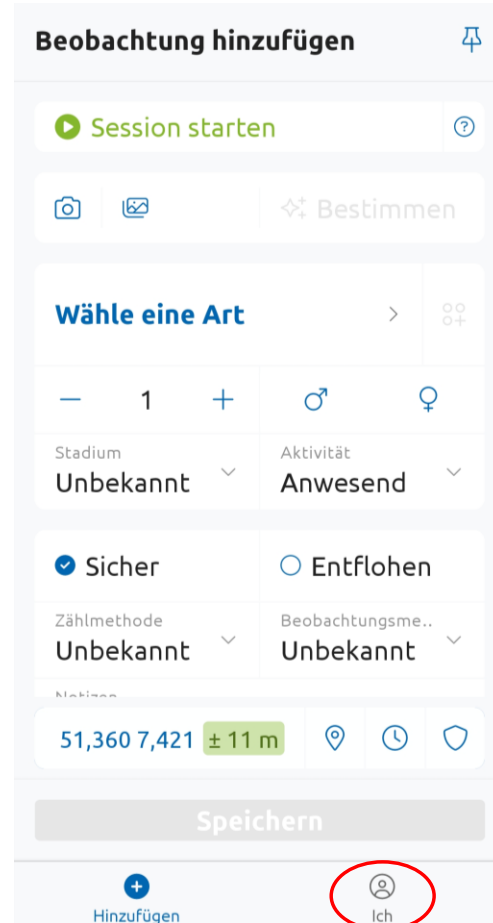 Beobachtung hinzufügen
Session starten
Bestimmen
Wähle eine Art
1
Stadium
Aktivität
Unbekannt
Anwesend
Sicher
Entflohen
Zählmethode
Beobachtungsme..
Unbekannt
Unbekannt
Notizen
51,360 7,421 ± 11 m
Speichern
Hinzufügen
Ich